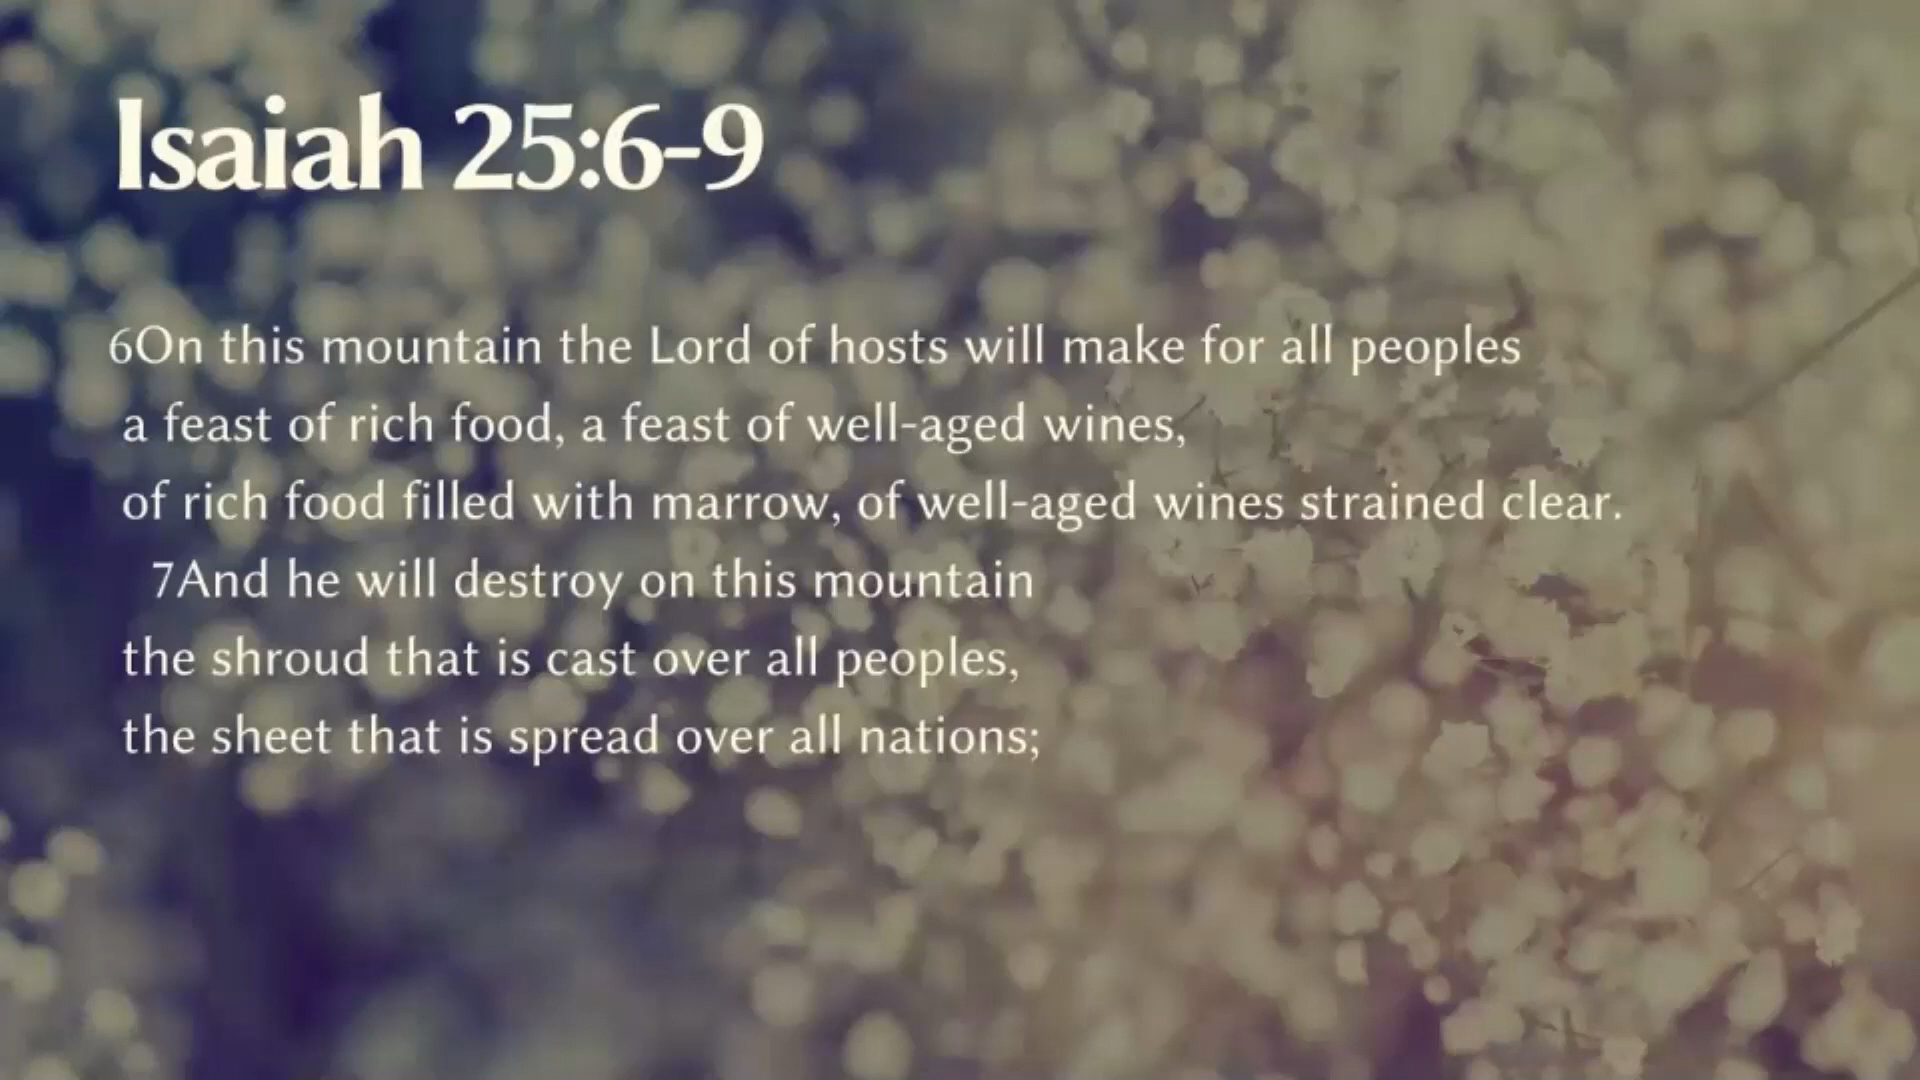 Isaiah 25:6-9
6On this mountain the Lord of hosts will make for all peoples
a feast of rich food, a feast of well-aged wines,
of rich food filled with marrow, of well-aged wines strained clear.
7And he will destroy on this mountain
the shroud that is cast over all peoples,
the sheet that is spread over all nations;